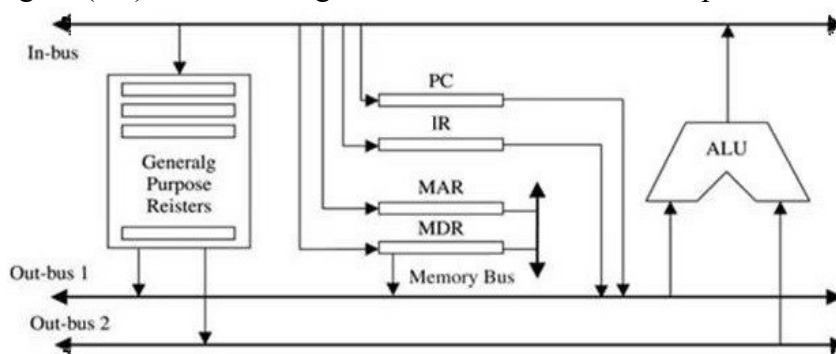 In-bus
PC
IR
Generalg
Purpose
Reisters
ALU
MAR
MDR
Out-bus 1
Memory Bus
Out-bus 2